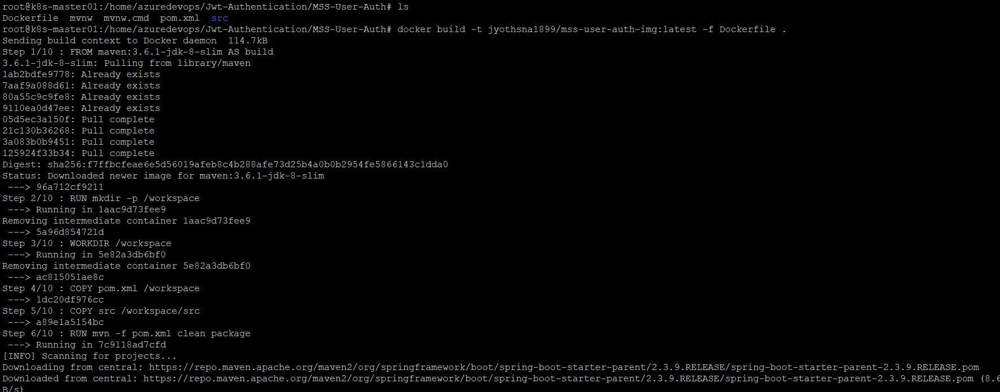 root@k8s-master01:/home/azuredevops/Jwt-Authentication/MSS-User-Auth# ls
Dockerfile  mvnw  mvnw.cmd  pom.xml  src
root@k8s-master01:/home/azuredevops/Jwt-Authentication/MSS-User-Auth# docker build -t jyothsna1899/mss-user-auth-img:latest -f Dockerfile .
Sending build context to Docker daemon  114.7kB
Step 1/10 : FROM maven:3.6.1-jdk-8-slim AS build
3.6.1-jdk-8-slim: Pulling from library/maven
1ab2bdfe9778: Already exists
7aaf9a088d61: Already exists
80a55c9c9fe8: Already exists
9110ea0d47ee: Already exists
05d5ec3a150f: Pull complete
21c130b36268: Pull complete
3a083b0b9451: Pull complete
125924f33b34: Pull complete
Digest: sha256:f7ffbcfeae6e5d56019afeb8c4b288afe73d25b4a0b0b2954fe5866143c1dda0
Status: Downloaded newer image for maven:3.6.1-jdk-8-slim
 ---> 96a712cf9211
Step 2/10 : RUN mkdir -p /workspace
 ---> Running in 1aac9d73fee9
Removing intermediate container 1aac9d73fee9
 ---> 5a96d854721d
Step 3/10 : WORKDIR /workspace
 ---> Running in 5e82a3db6bf0
Removing intermediate container 5e82a3db6bf0
 ---> ac815051ae8c
Step 4/10 : COPY pom.xml /workspace
 ---> 1dc20df976cc
Step 5/10 : COPY src /workspace/src
 ---> a89e1a5154bc
Step 6/10 : RUN mvn -f pom.xml clean package
 ---> Running in 7c9118ad7cfd
[INFO] Scanning for projects...
Downloading from central: https://repo.maven.apache.org/maven2/org/springframework/boot/spring-boot-starter-parent/2.3.9.RELEASE/spring-boot-starter-parent-2.3.9.RELEASE.pom
Downloaded from central: https://repo.maven.apache.org/maven2/org/springframework/boot/spring-boot-starter-parent/2.3.9.RELEASE/spring-boot-starter-parent-2.3.9.RELEASE.pom (8.6
B/s)